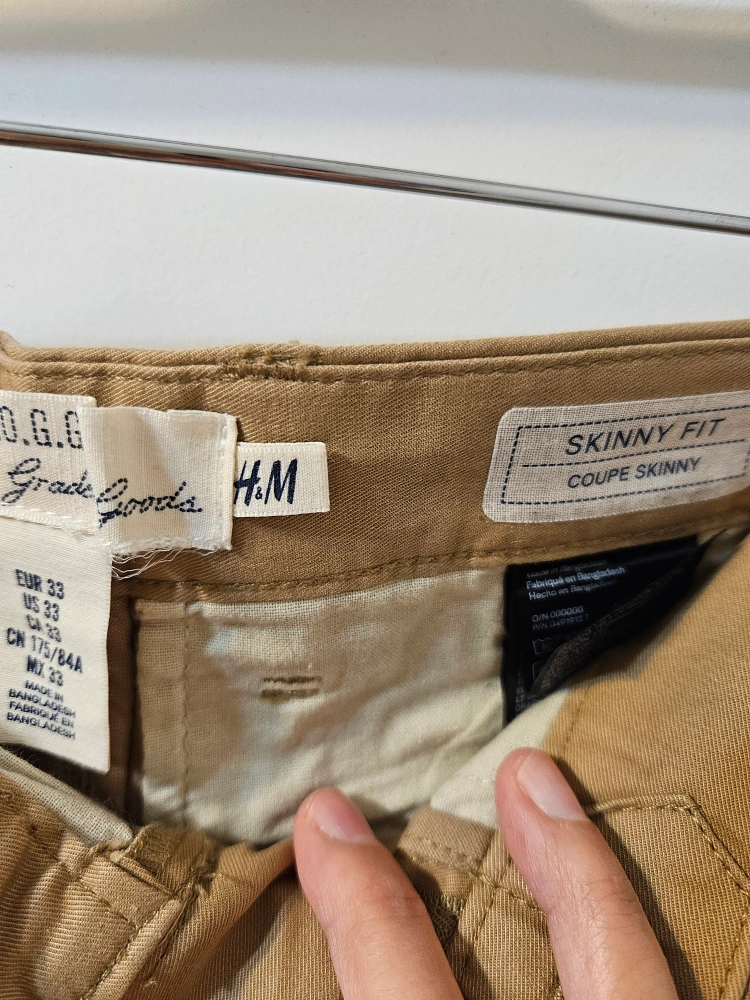 O.G.G
Grade Goods
H&M
SKINNY FIT
COUPE SKINNY
EUR 33
US 33
CA 33
CN 175/84A
MX 33
MADE IN
BANGLADESH
FABRIQUÉ EN
BANGLADESH
Made in
Fabriqué en Bangladesh
Hecho en Bangladesh
O/N 000000